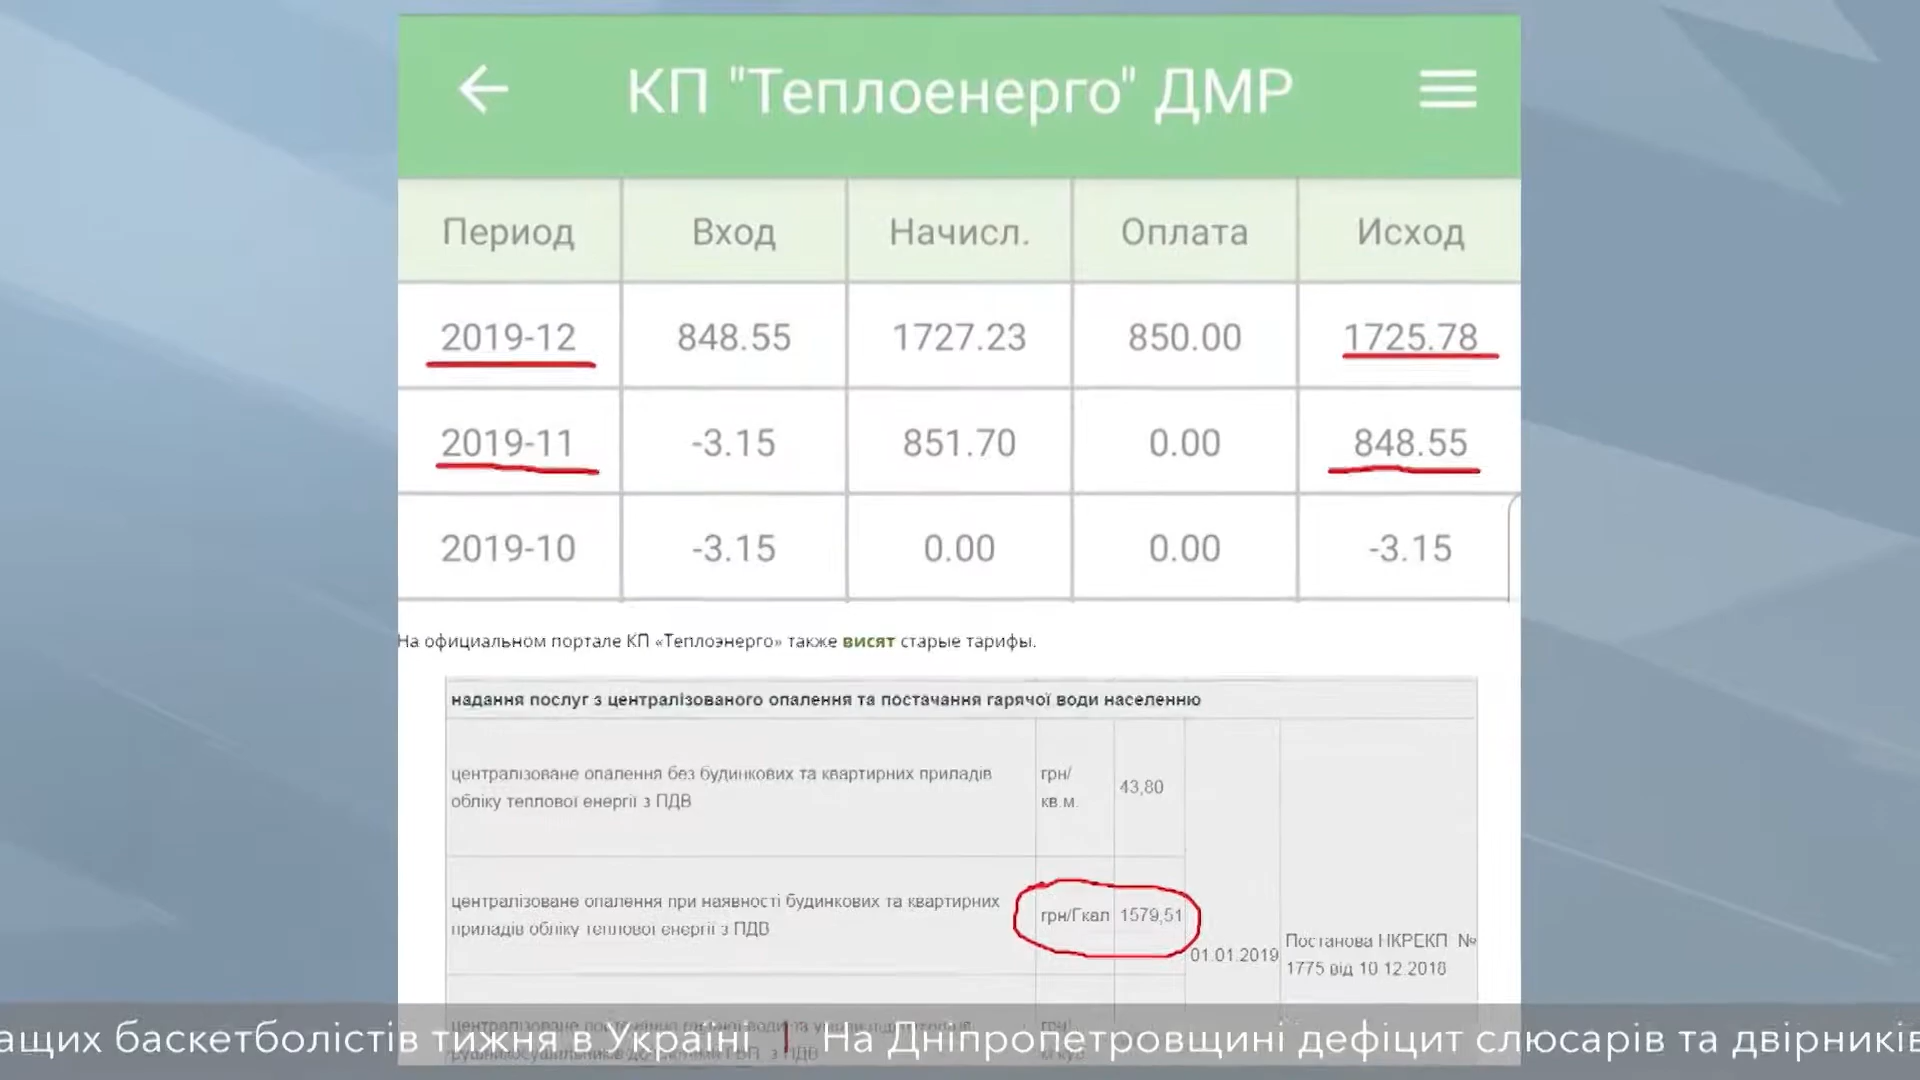 КП "Теплоенерго" ДМР
Период Вход Начисл. Оплата Исход
2019-12 848.55 1727.23 850.00 1725.78
2019-11 -3.15 851.70 0.00 848.55
2019-10 -3.15 0.00 0.00 -3.15
На официальном портале КП «Теплоэнерго» также висят старые тарифы.
надання послуг з централізованого опалення та постачання гарячої води населенню
централізоване опалення без будинкових та квартирних приладів
обліку теплової енергії з ПДВ
грн/
кв.м.
43,80
централізоване опалення при наявності будинкових та квартирних
приладів обліку теплової енергії з ПДВ
грн/Гкал 1579,51
01.01.2019
Постанова НКРЕКП №
1775 від 10.12.2018
ащих баскетболістів тижня в Україні | На Дніпропетровщині дефіцит слюсарів та двірників